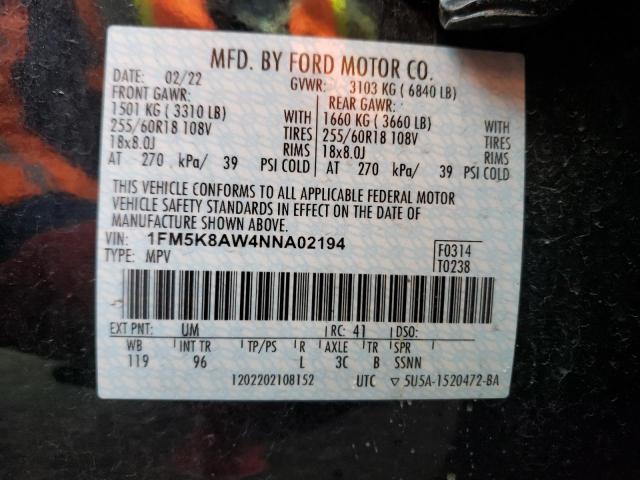 MFD. BY FORD MOTOR CO.
DATE: 02/22 GVWR: 3103 KG ( 6840 LB)
FRONT GAWR: REAR GAWR:
1501 KG ( 3310 LB) WITH 1660 KG ( 3660 LB) WITH
255/60R18 108V TIRES 255/60R18 108V TIRES
18x8.0J RIMS 18x8.0J RIMS
AT 270 kPa/ 39 PSI COLD AT 270 kPa/ 39 PSI COLD
THIS VEHICLE CONFORMS TO ALL APPLICABLE FEDERAL MOTOR
VEHICLE SAFETY STANDARDS IN EFFECT ON THE DATE OF
MANUFACTURE SHOWN ABOVE.
VIN: 1FM5K8AW4NNA02194 F0314
TYPE: MPV T0238
EXT PNT: UM RC: 41 DSO:
WB INT TR TP/PS R AXLE TR SPR
119 96 L 3C B SSNN
12022021081 52 UTC ▽ 5U5A-1520472-BA